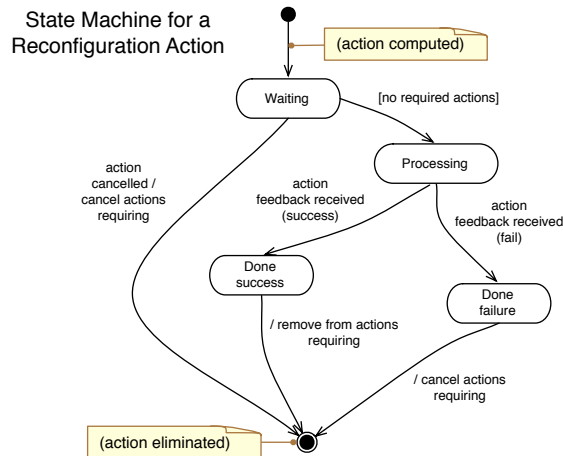 State Machine for a
Reconfiguration Action
(action computed)
Waiting
[no required actions]
Processing
action
cancelled /
cancel actions
requiring
action
feedback received
(success)
action
feedback received
(fail)
Done
success
Done
failure
/ remove from actions
requiring
/ cancel actions
requiring
(action eliminated)